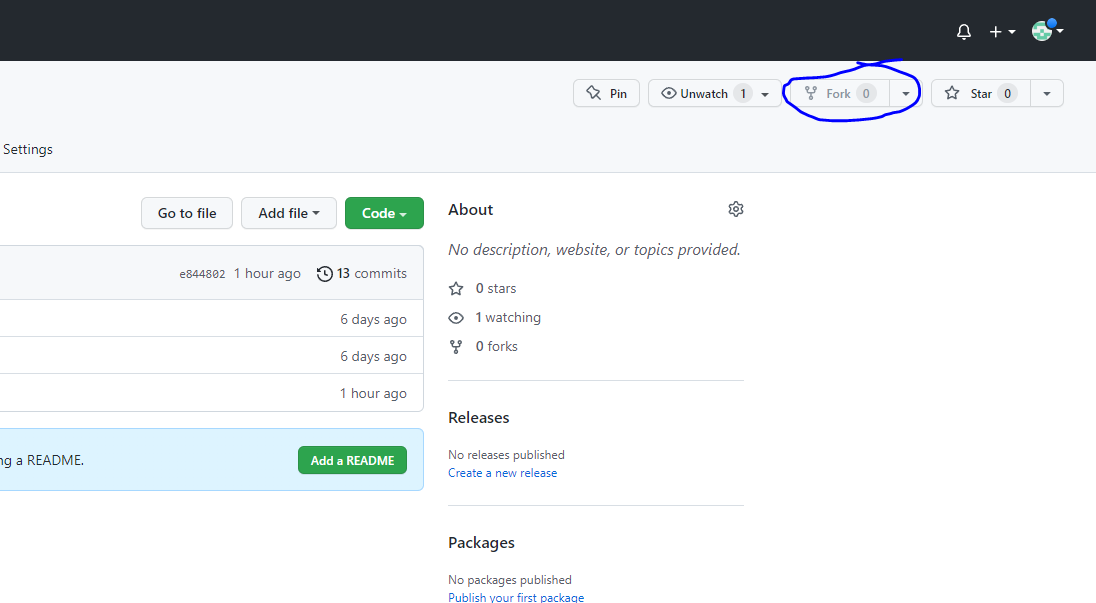 Pin
Unwatch 1
Fork 0
Star 0
Settings
Go to file
Add file
Code
About
No description, website, or topics provided.
e844802 1 hour ago 13 commits
0 stars
6 days ago
1 watching
0 forks
6 days ago
1 hour ago
Releases
No releases published
Create a new release
ng a README.
Add a README
Packages
No packages published
Publish your first package